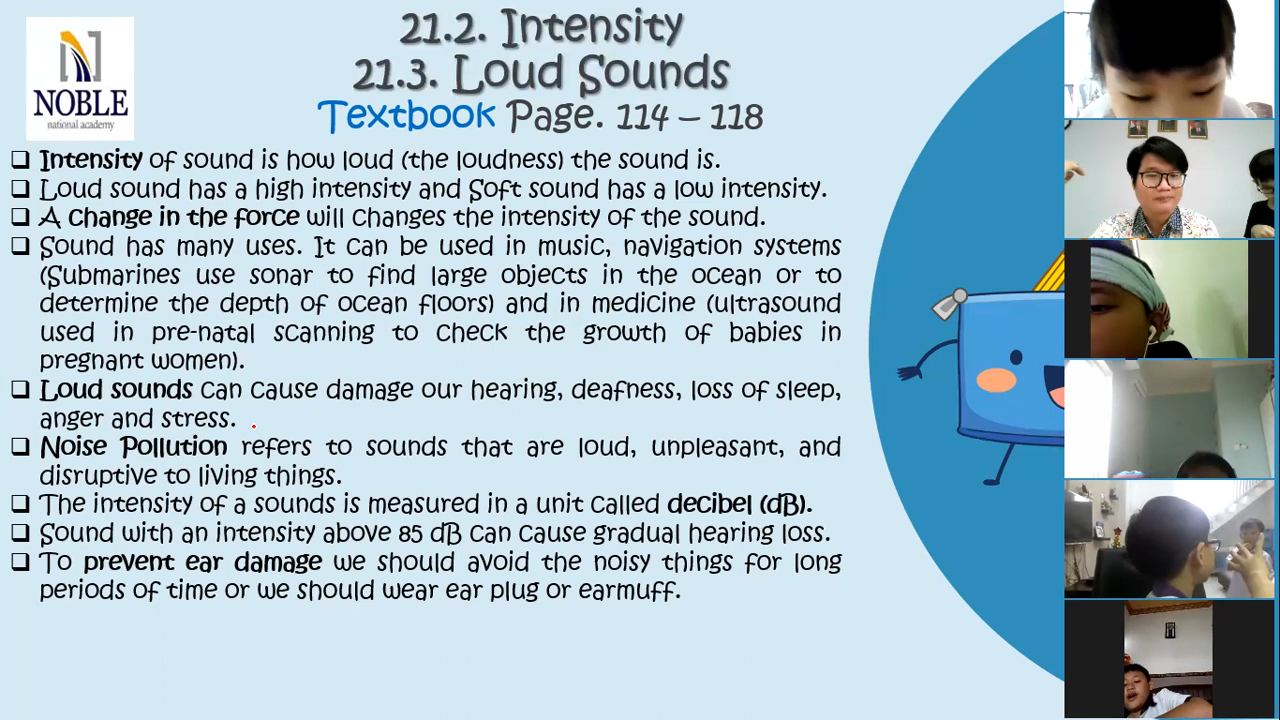 21.2. Intensity
21.3. Loud Sounds
Textbook Page. 114 – 118
NOBLE
national academy
❑ Intensity of sound is how loud (the loudness) the sound is.
❑ Loud sound has a high intensity and Soft sound has a low intensity.
❑ A change in the force will changes the intensity of the sound.
❑ Sound has many uses. It can be used in music, navigation systems
(Submarines use sonar to find large objects in the ocean or to
determine the depth of ocean floors) and in medicine (ultrasound
used in pre-natal scanning to check the growth of babies in
pregnant women).
❑ Loud sounds can cause damage our hearing, deafness, loss of sleep,
anger and stress.
❑ Noise Pollution refers to sounds that are loud, unpleasant, and
disruptive to living things.
❑ The intensity of a sounds is measured in a unit called decibel (dB).
❑ Sound with an intensity above 85 dB can cause gradual hearing loss.
❑ To prevent ear damage we should avoid the noisy things for long
periods of time or we should wear ear plug or earmuff.